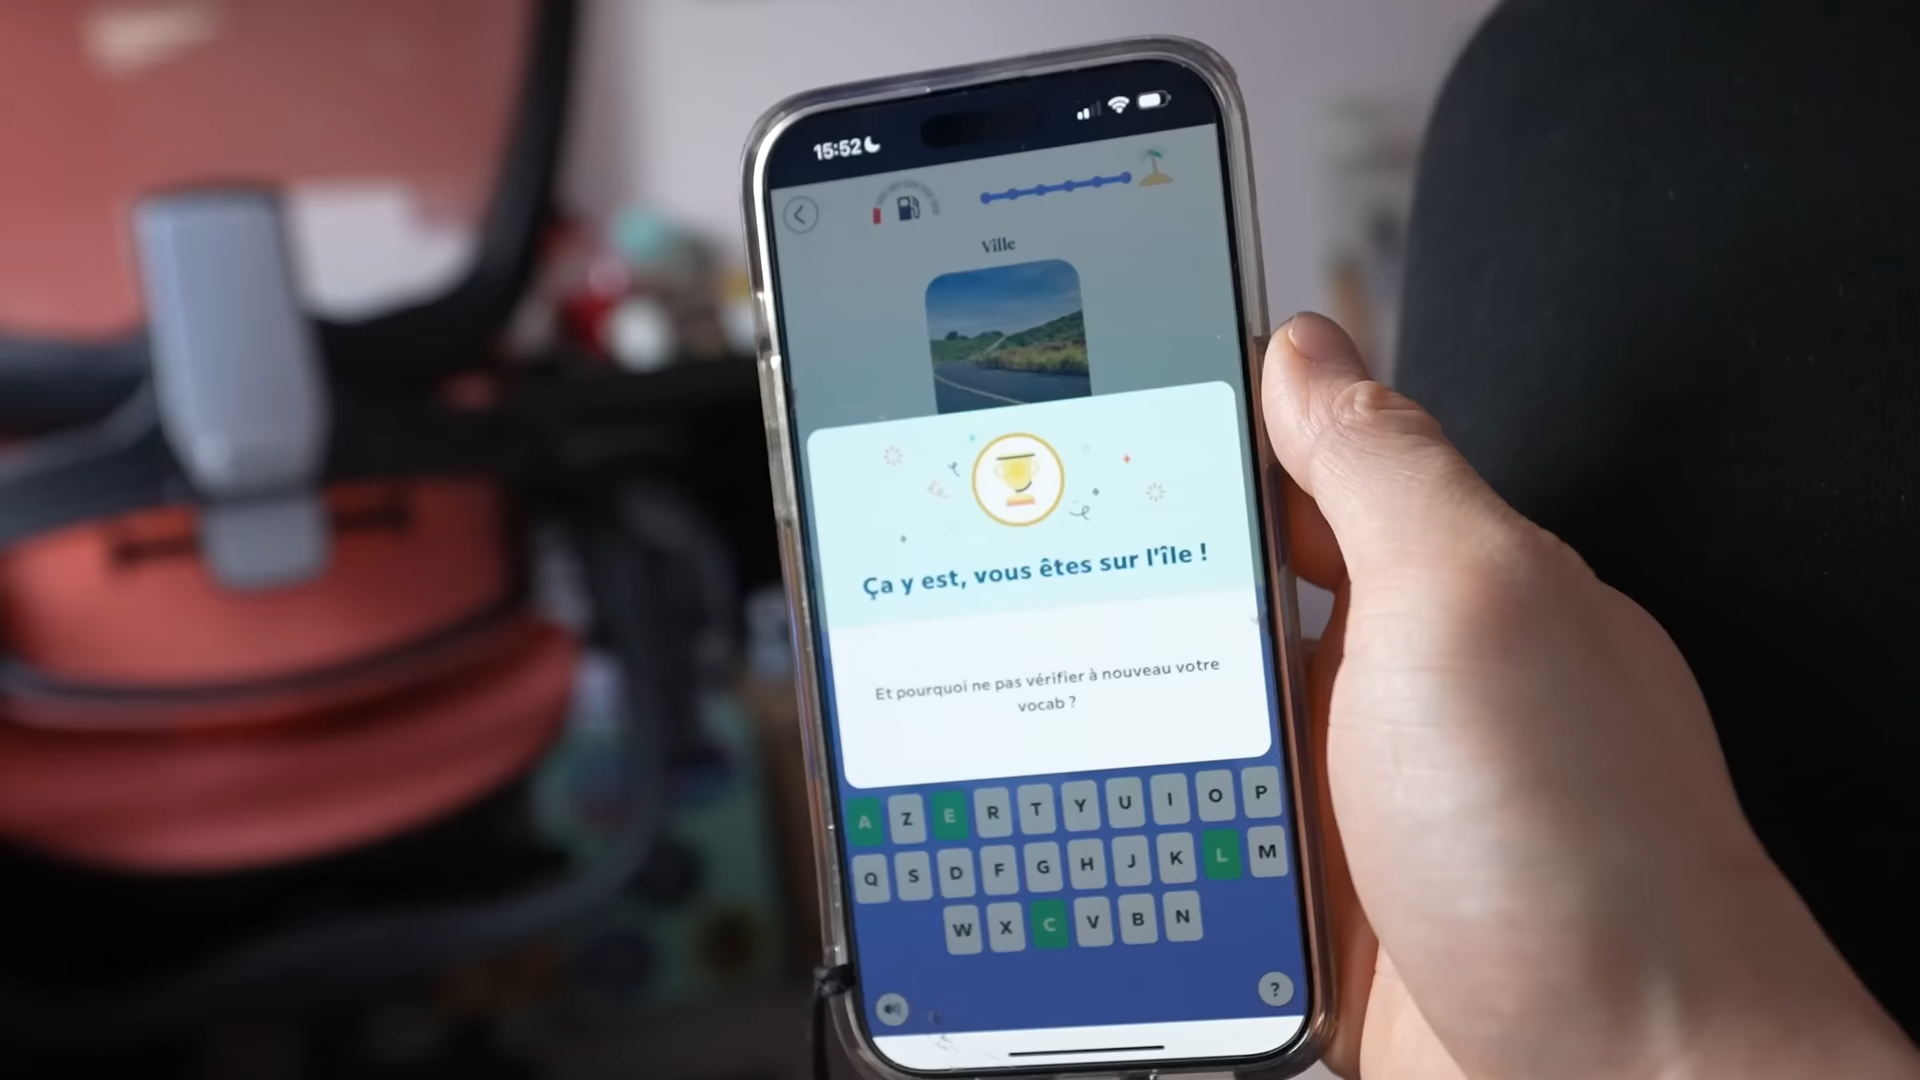 15:52
Ville
Ça y est, vous êtes sur l'île !
Et pourquoi ne pas vérifier à nouveau votre
vocab ?
A Z E R T Y U I O P
Q S D F G H J K L M
W X C V B N
?